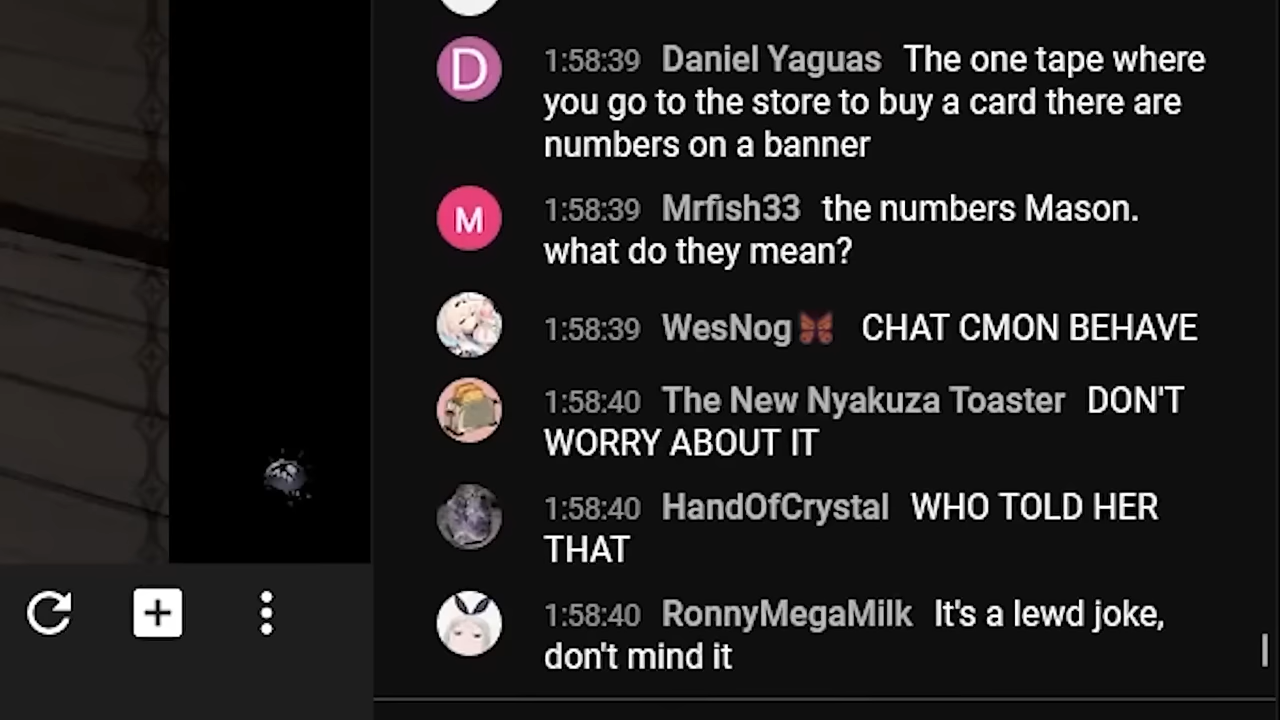 D
1:58:39 Daniel Yaguas The one tape where
you go to the store to buy a card there are
numbers on a banner
M
1:58:39 Mrfish33 the numbers Mason.
what do they mean?
1:58:39 WesNog CHAT CMON BEHAVE
1:58:40 The New Nyakuza Toaster DON'T
WORRY ABOUT IT
1:58:40 HandOfCrystal WHO TOLD HER
THAT
1:58:40 RonnyMegaMilk It's a lewd joke,
don't mind it